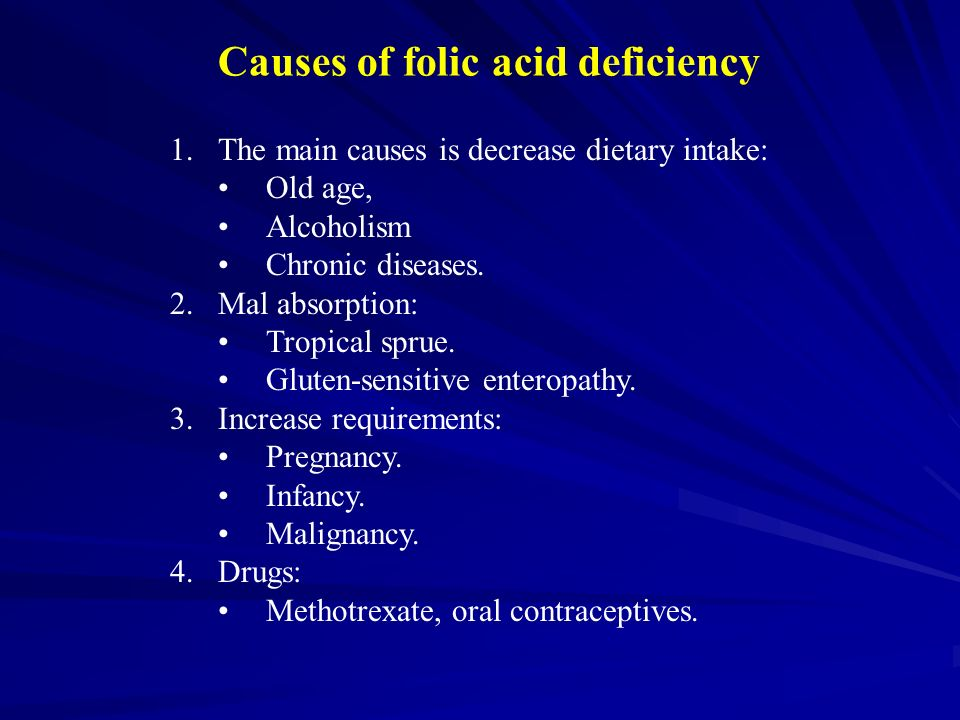 Causes of folic acid deficiency
1. The main causes is decrease dietary intake:
• Old age,
• Alcoholism
• Chronic diseases.
2. Mal absorption:
• Tropical sprue.
• Gluten-sensitive enteropathy.
3. Increase requirements:
• Pregnancy.
• Infancy.
• Malignancy.
4. Drugs:
• Methotrexate, oral contraceptives.